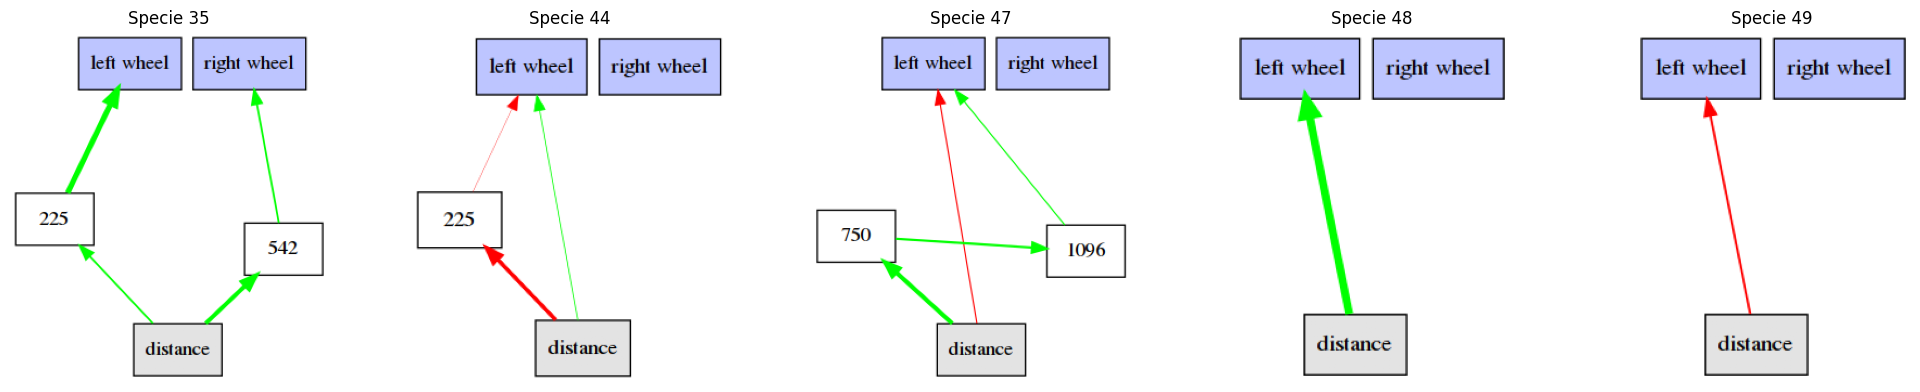 Specie 35
left wheel
right wheel
225
542
distance
Specie 44
left wheel
right wheel
225
distance
Specie 47
left wheel
right wheel
750
1096
distance
Specie 48
left wheel
right wheel
distance
Specie 49
left wheel
right wheel
distance